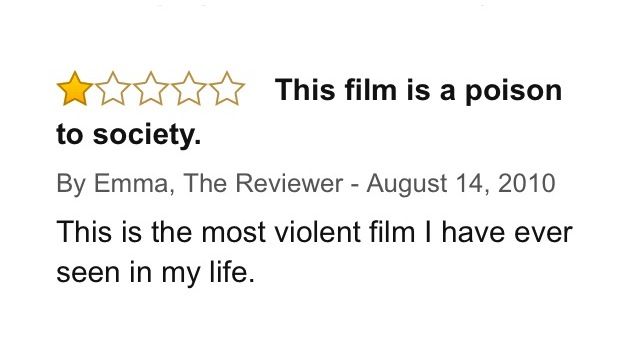 This film is a poison
to society.
By Emma, The Reviewer - August 14, 2010
This is the most violent film I have ever
seen in my life.